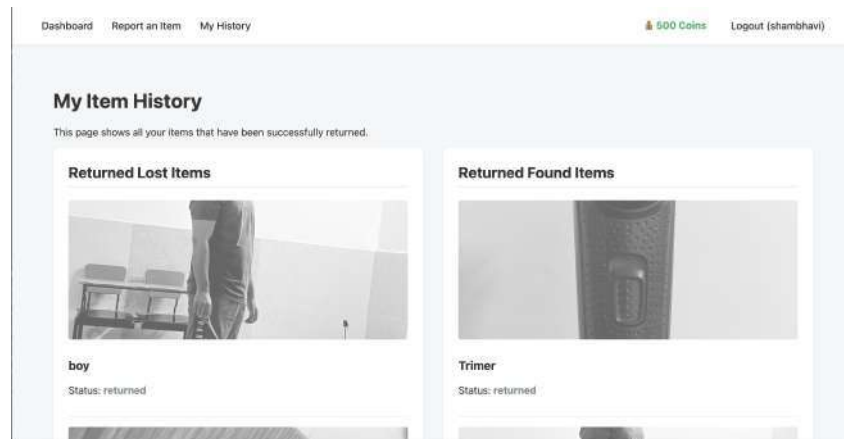 Dashboard Report an Item My History 💰 500 Coins Logout (shambhavi)
My Item History
This page shows all your items that have been successfully returned.
Returned Lost Items
boy
Status: returned
Returned Found Items
Trimer
Status: returned